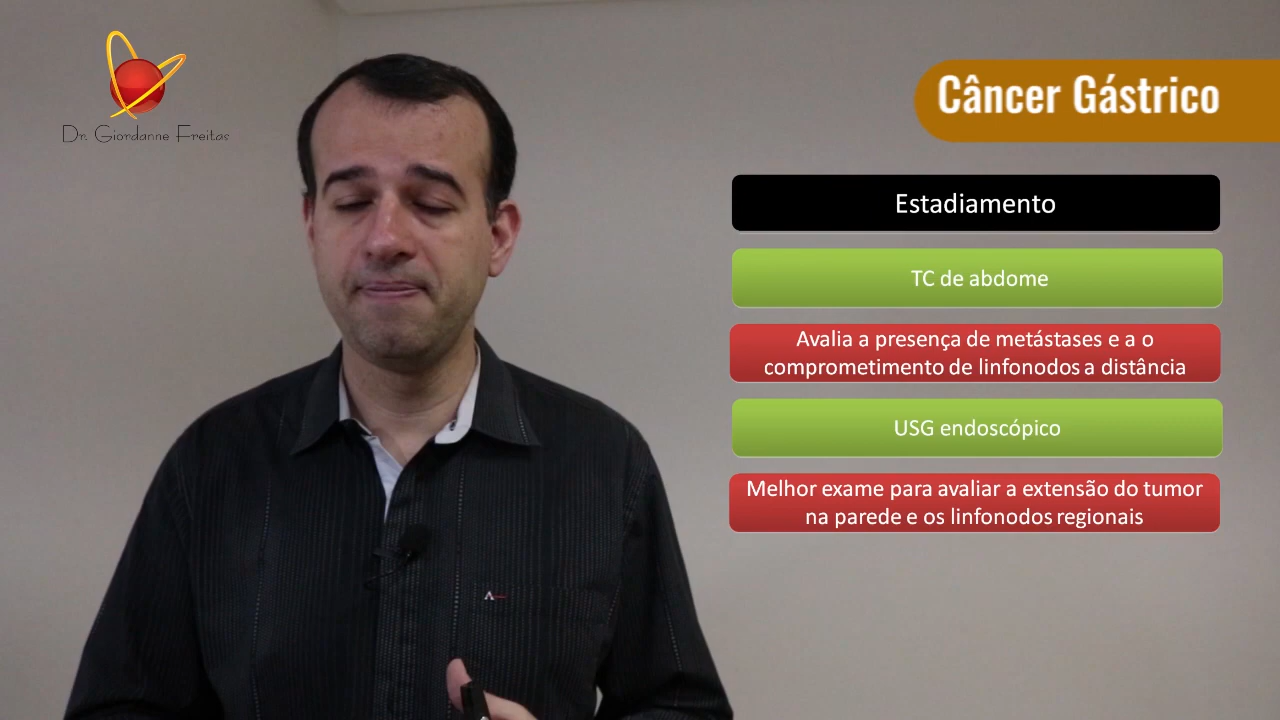 Dr. Giordanne Freitas
Câncer Gástrico
Estadiamento
TC de abdome
Avalia a presença de metástases e a o
comprometimento de linfonodos a distância
USG endoscópico
Melhor exame para avaliar a extensão do tumor
na parede e os linfonodos regionais